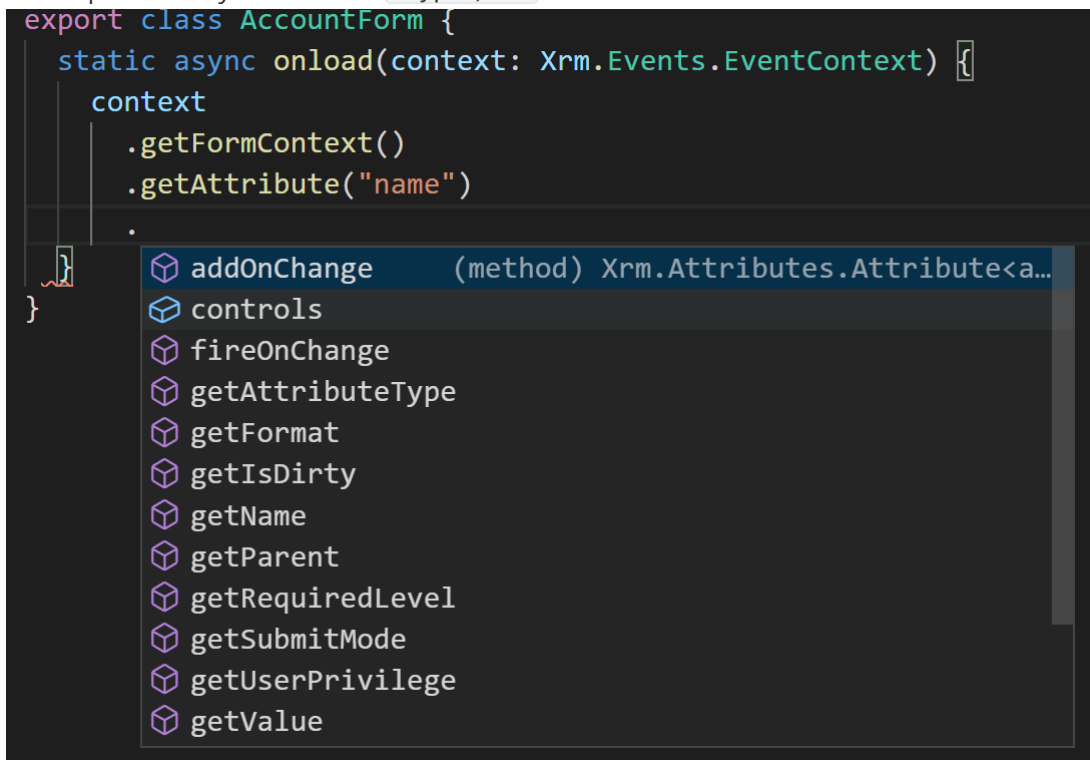 export class AccountForm {
static async onload(context: Xrm.Events.EventContext) {
context
.getFormContext()
.getAttribute("name")
.
}
}
addOnChange (method) Xrm.Attributes.Attribute<a…
controls
fireOnChange
getAttributeType
getFormat
getIsDirty
getName
getParent
getRequiredLevel
getSubmitMode
getUserPrivilege
getValue